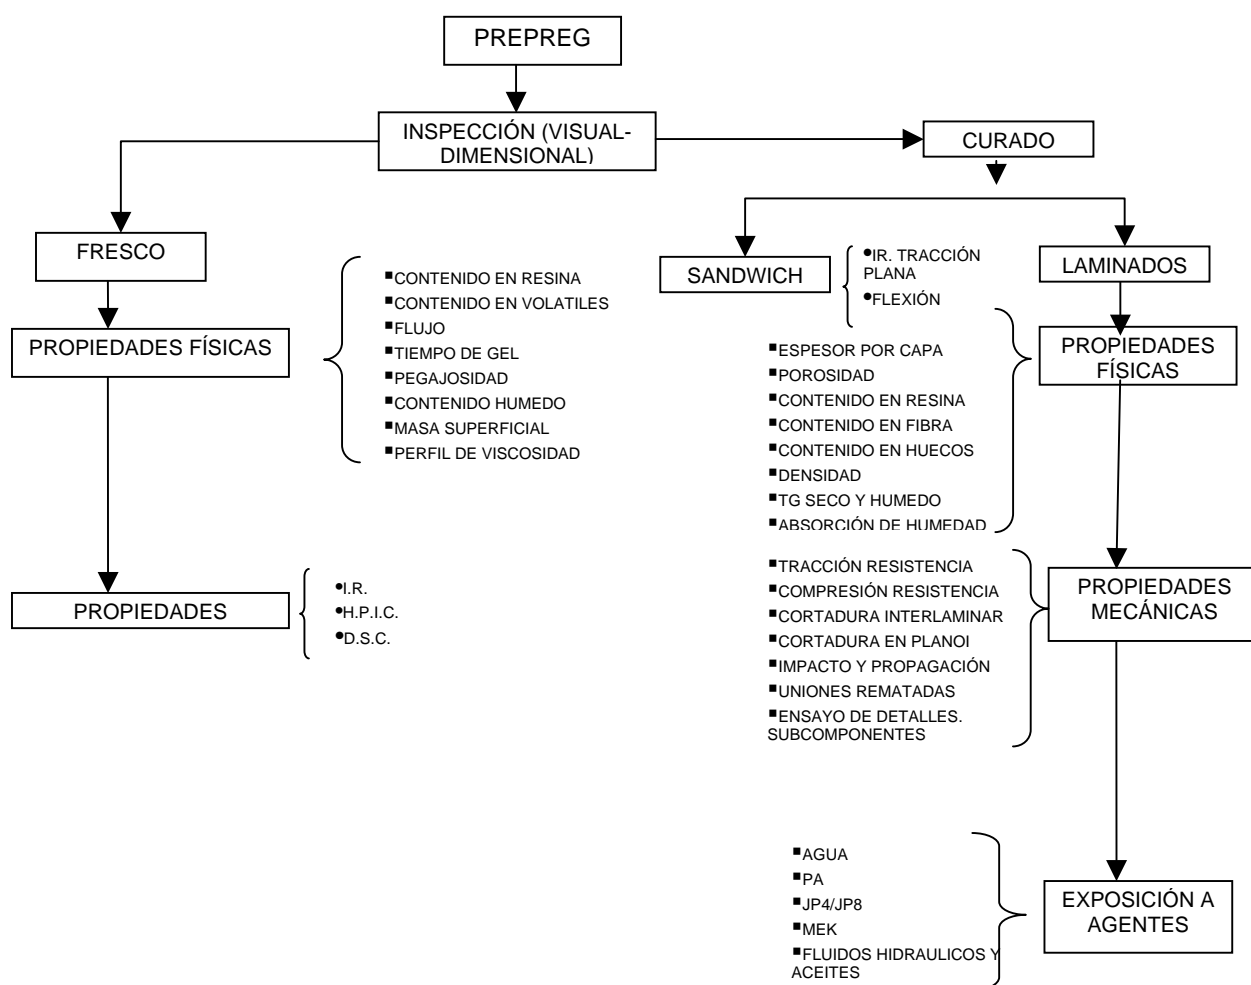 PREPREG
INSPECCIÓN (VISUAL-
DIMENSIONAL)
CURADO
FRESCO
SANDWICH
•IR. TRACCIÓN
PLANA
•FLEXIÓN
LAMINADOS
PROPIEDADES FÍSICAS
▪CONTENIDO EN RESINA
▪CONTENIDO EN VOLATILES
▪FLUJO
▪TIEMPO DE GEL
▪PEGAJOSIDAD
▪CONTENIDO HUMEDO
▪MASA SUPERFICIAL
▪PERFIL DE VISCOSIDAD
PROPIEDADES
FÍSICAS
▪ESPESOR POR CAPA
▪POROSIDAD
▪CONTENIDO EN RESINA
▪CONTENIDO EN FIBRA
▪CONTENIDO EN HUECOS
▪DENSIDAD
▪TG SECO Y HUMEDO
▪ABSORCIÓN DE HUMEDAD
PROPIEDADES
•I.R.
•H.P.I.C.
•D.S.C.
▪TRACCIÓN RESISTENCIA
▪COMPRESIÓN RESISTENCIA
▪CORTADURA INTERLAMINAR
▪CORTADURA EN PLANOI
▪IMPACTO Y PROPAGACIÓN
▪UNIONES REMATADAS
▪ENSAYO DE DETALLES.
SUBCOMPONENTES
PROPIEDADES
MECÁNICAS
▪AGUA
▪PA
▪JP4/JP8
▪MEK
▪FLUIDOS HIDRAULICOS Y
ACEITES
EXPOSICIÓN A
AGENTES